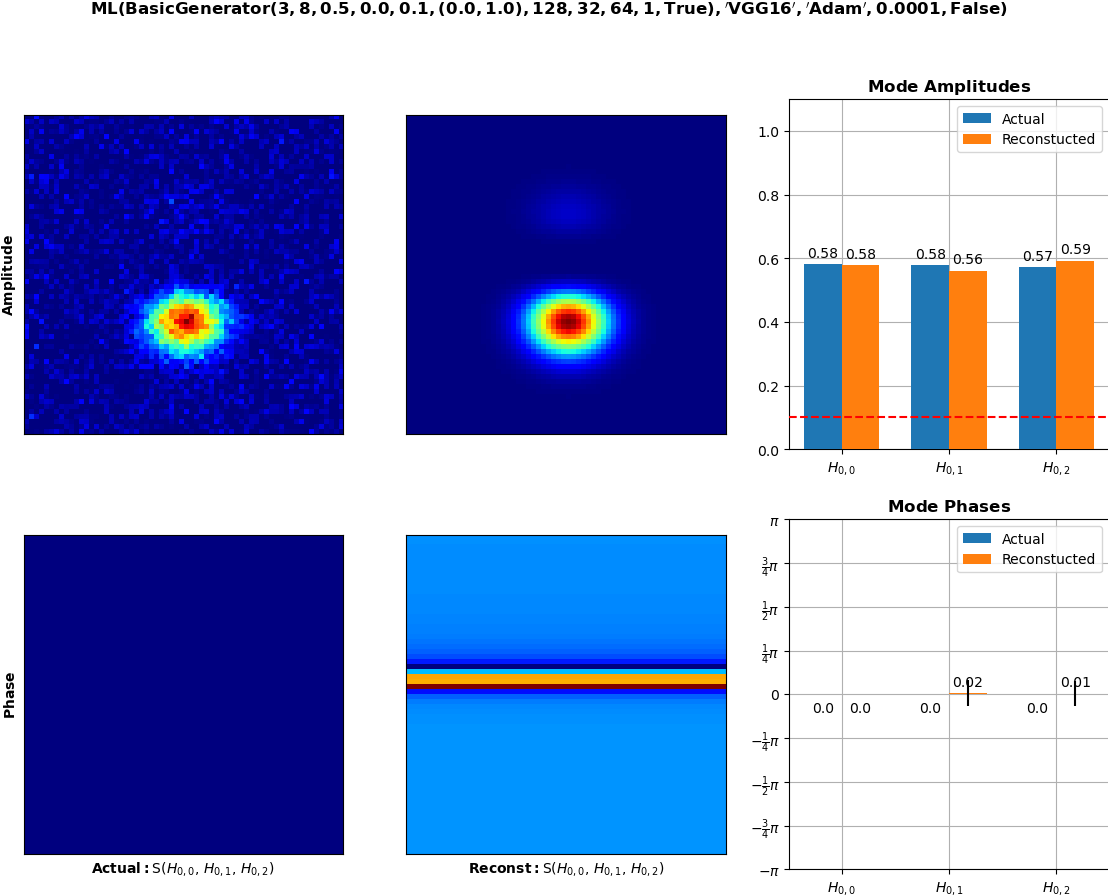 ML(BasicGenerator(3, 8, 0.5, 0.0, 0.1, (0.0, 1.0), 128, 32, 64, 1, True), ′VGG16′, ′Adam′, 0.0001, False)
Amplitude
Mode Amplitudes
Actual
Reconstucted
1.0
0.8
0.6
0.4
0.2
0.0
0.58 0.58
0.58 0.56
0.57 0.59
H0,0 H0,1 H0,2
Phase
Actual: S(H0,0, H0,1, H0,2)
Reconst: S(H0,0, H0,1, H0,2)
Mode Phases
Actual
Reconstucted
π
3/4π
1/2π
1/4π
0
−1/4π
−1/2π
−3/4π
−π
0.0 0.0
0.0 0.02
0.0 0.01
H0,0 H0,1 H0,2